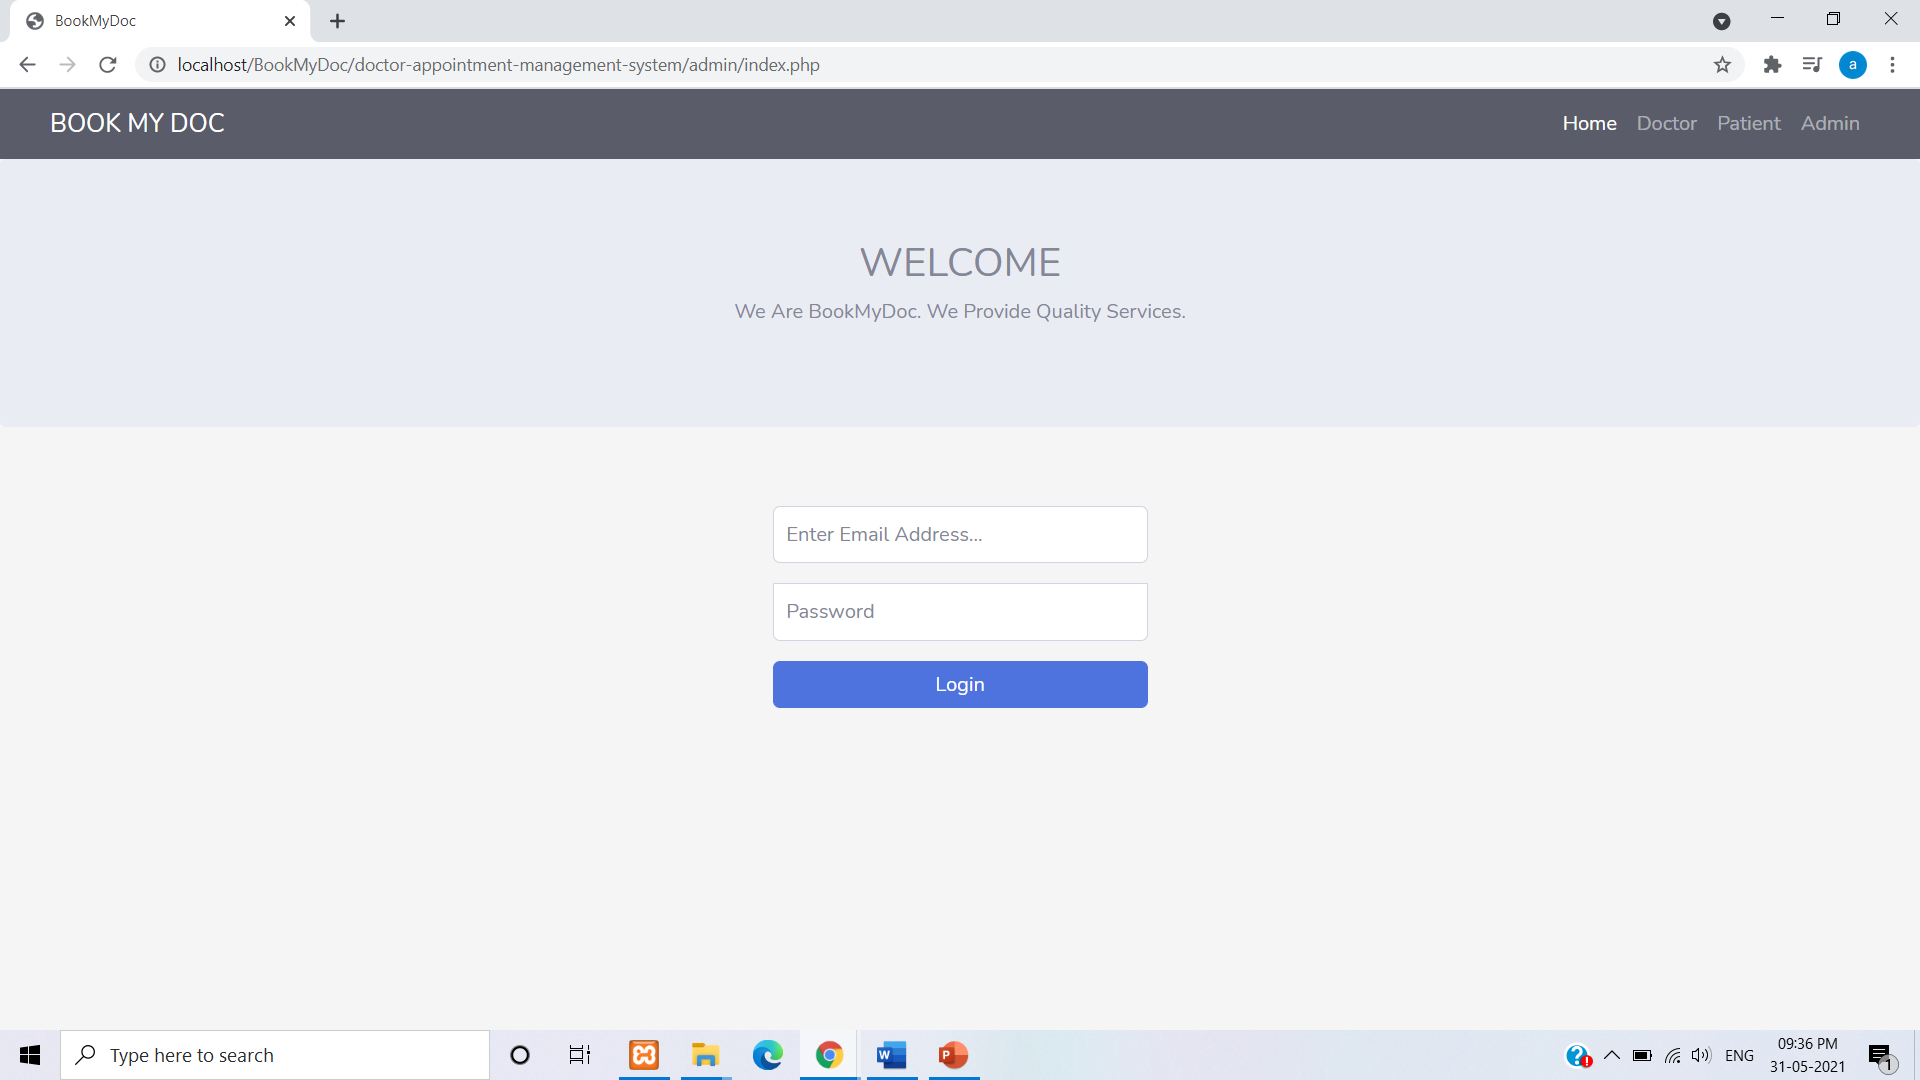 BookMyDoc
localhost/BookMyDoc/doctor-appointment-management-system/admin/index.php
a
BOOK MY DOC
Home Doctor Patient Admin
WELCOME
We Are BookMyDoc. We Provide Quality Services.
Enter Email Address...
Password
Login
Type here to search
W
P
ENG
09:36 PM
31-05-2021
1